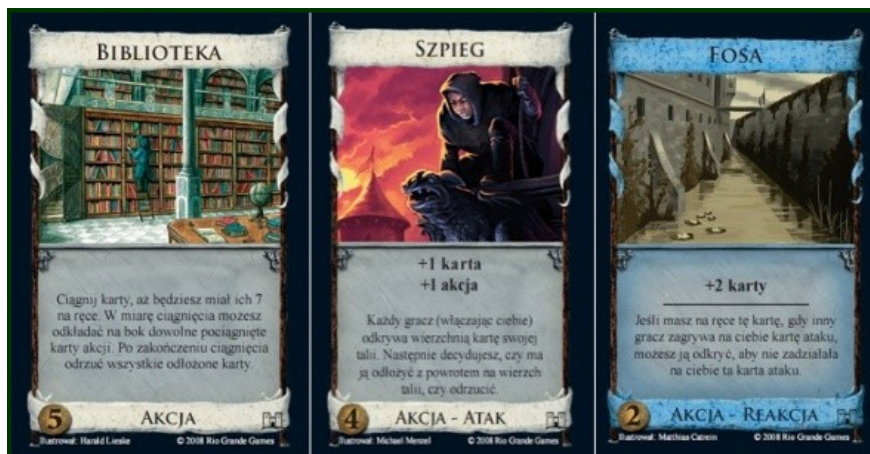 BIBLIOTEKA
Ciągnij karty, aż będziesz miał ich 7
na ręce. W miarę ciągnięcia możesz
odkładać na bok dowolne pociągnięte
karty akcji. Po zakończeniu ciągnięcia
odrzuć wszystkie odłożone karty.
5
AKCJA
Ilustrował: Harald Lieske
© 2008 Rio Grande Games
SZPIEG
+1 karta
+1 akcja
Każdy gracz (włączając ciebie)
odkrywa wierzchnią kartę swojej
talii. Następnie decydujesz, czy ma
ją odłożyć z powrotem na wierzch
talii, czy odrzucić.
4
AKCJA - ATAK
Ilustrował: Michael Menzel
© 2008 Rio Grande Games
FOSA
+2 karty
Jeśli masz na ręce tę kartę, gdy inny
gracz zagrywa na ciebie kartę ataku,
możesz ją odkryć, aby nie zadziałała
na ciebie ta karta ataku.
2
AKCJA - REAKCJA
Ilustrował: Matthias Catrein
© 2008 Rio Grande Games